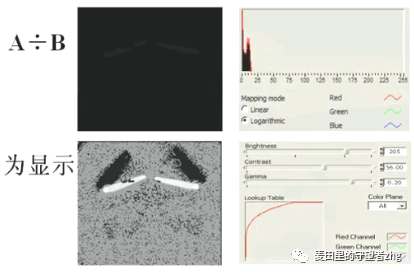 A÷B
0 25 50 75 100 125 150 175 200 225 255
Mapping mode
Linear
Logarithmic
Red
Green
Blue
为显示
Brightness
205
Contrast
56.00
Gamma
0.20
Lookup Table
Color Plane
All
Red Channel
Green Channel
麦田里的守望者zhg